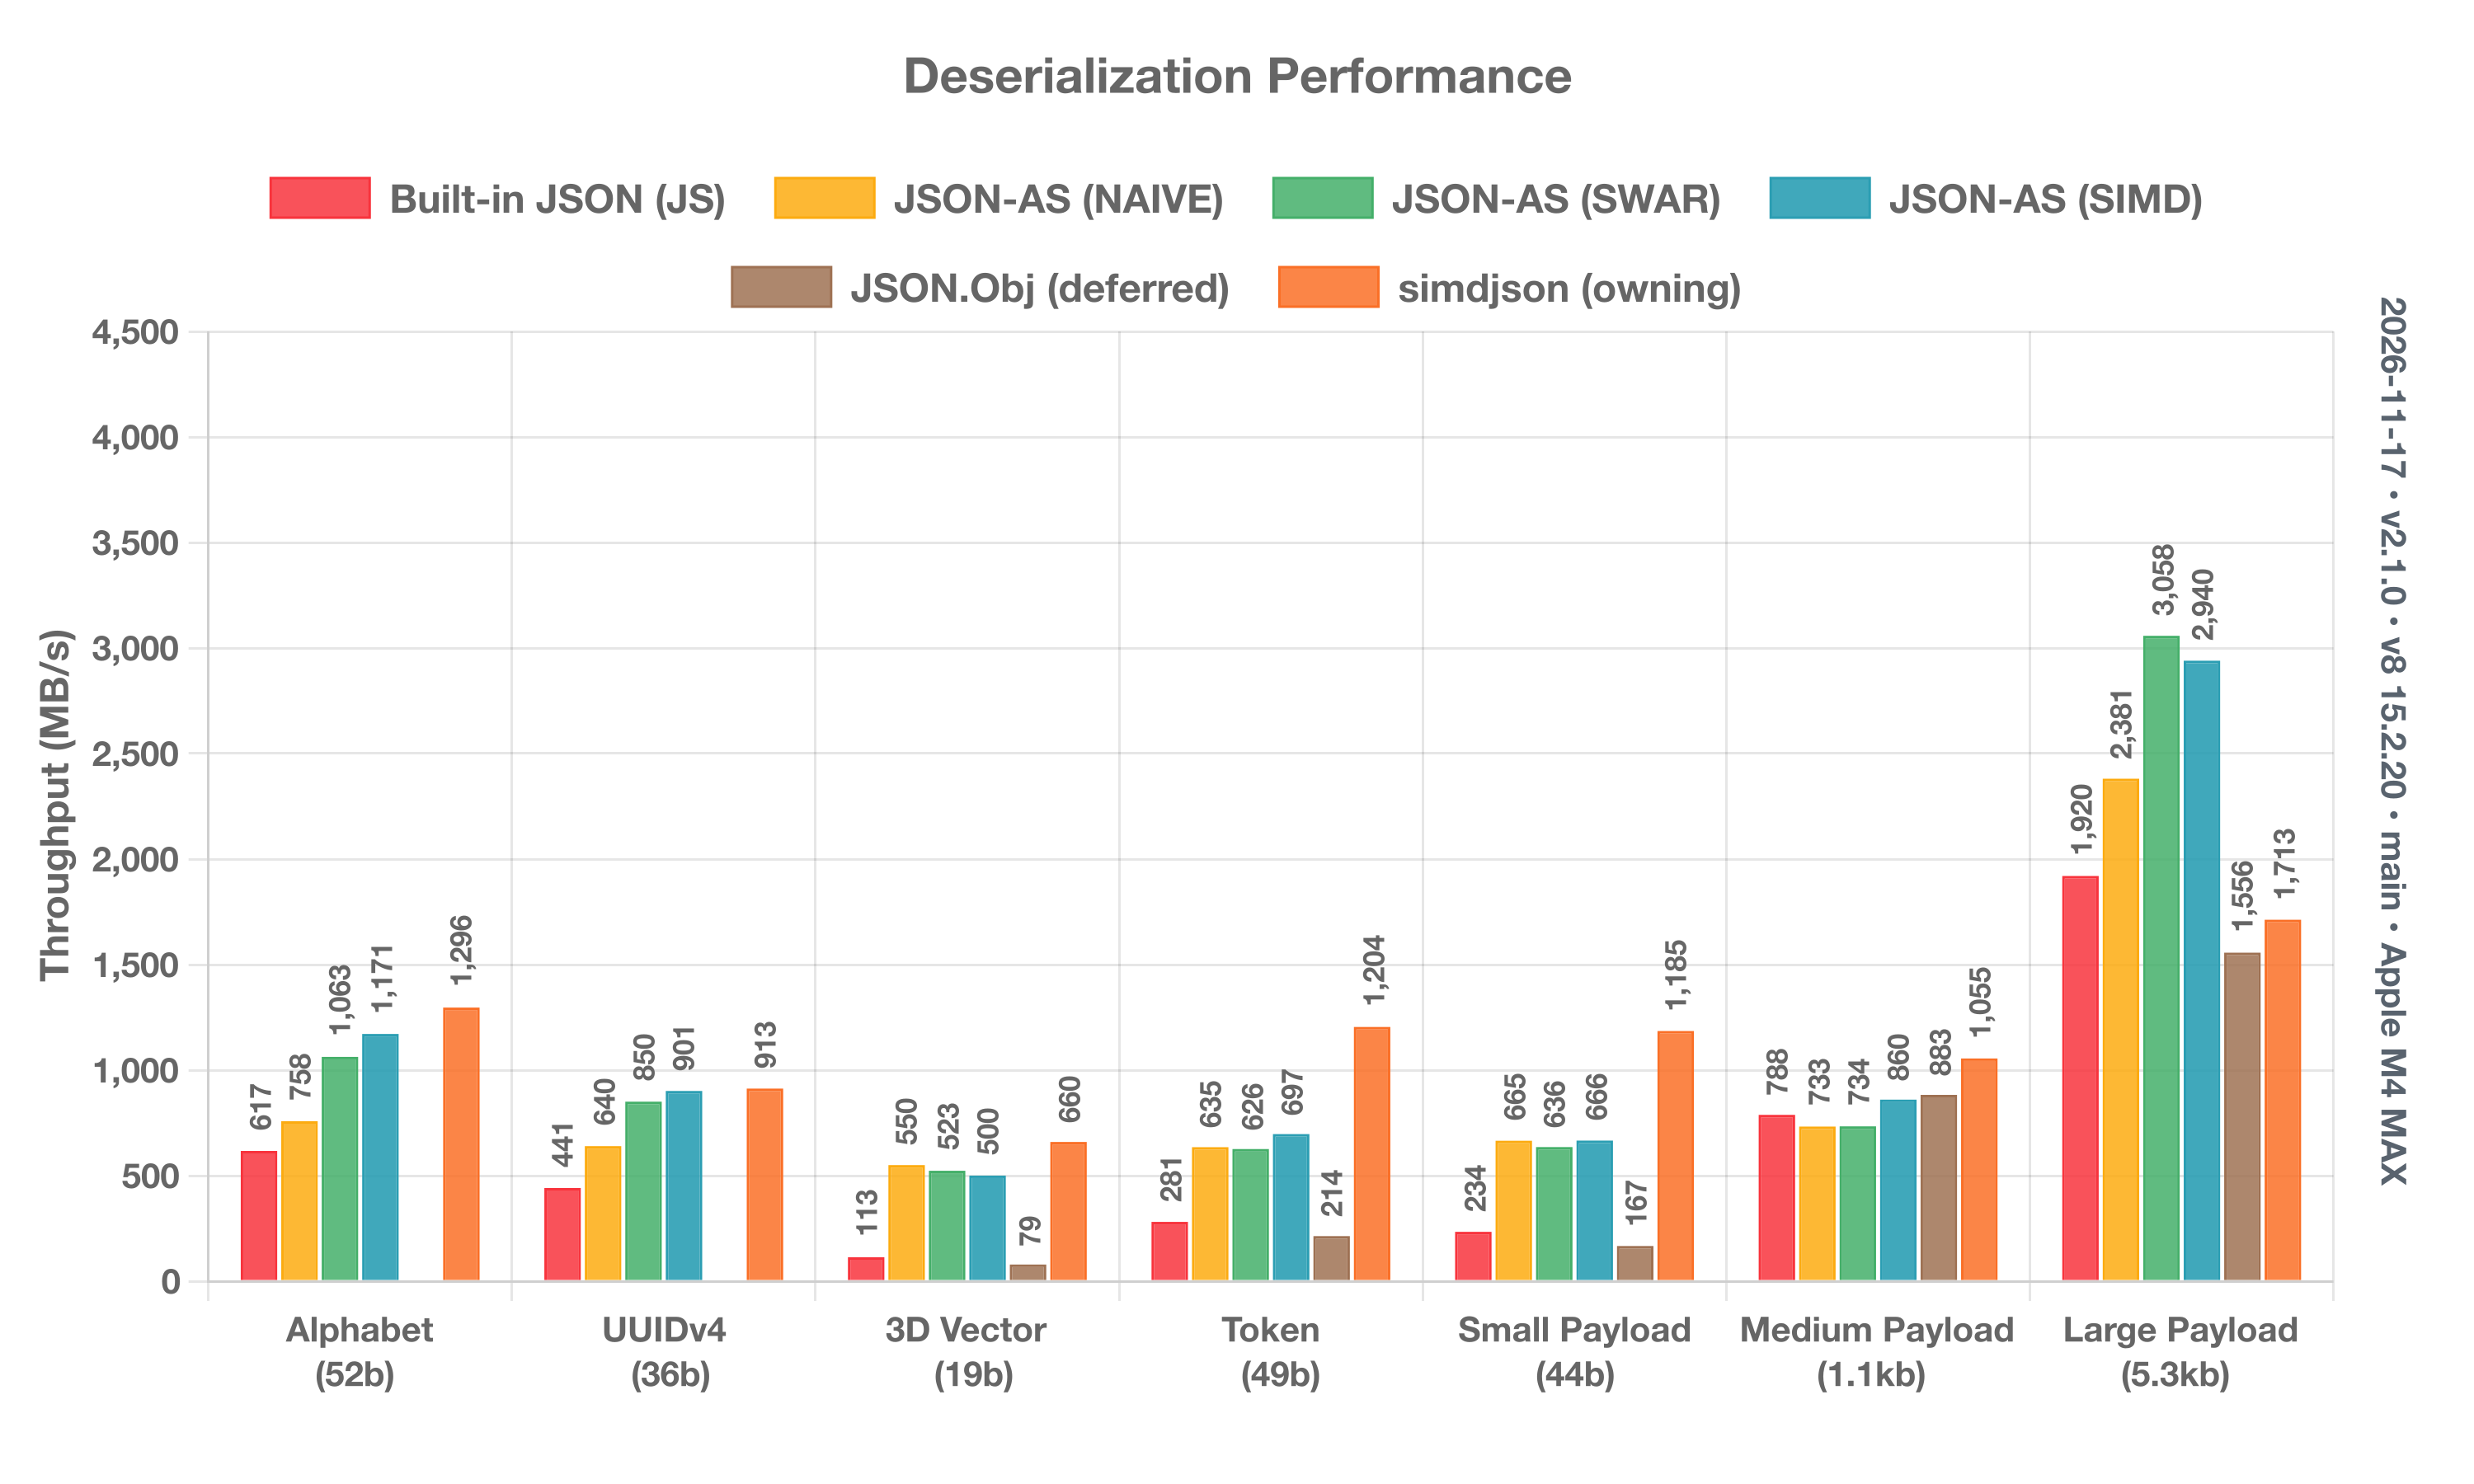 Deserialization Performance
Built-in JSON (JS)
JSON-AS (NAIVE)
JSON-AS (SWAR)
JSON-AS (SIMD)
JSON.Obj (deferred)
simdjson (owning)
Throughput (MB/s)
4,500
4,000
3,500
3,000
2,500
2,000
1,500
1,000
500
0
617
758
1,063
1,171
1,296
441
640
850
901
913
113
550
523
500
79
660
281
635
626
697
214
1,204
234
665
636
666
167
1,185
788
733
734
860
883
1,055
1,920
2,381
3,058
2,940
1,556
1,713
Alphabet
(52b)
UUIDv4
(36b)
3D Vector
(19b)
Token
(49b)
Small Payload
(44b)
Medium Payload
(1.1kb)
Large Payload
(5.3kb)
2026-11-17 • v2.1.0 • v8 15.2.20 • main • Apple M4 MAX